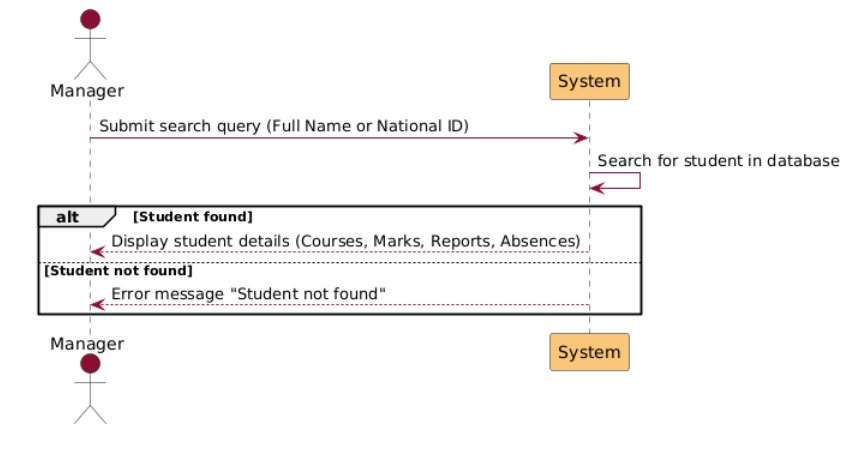 Manager
System
Submit search query (Full Name or National ID)
Search for student in database
alt [Student found]
Display student details (Courses, Marks, Reports, Absences)
[Student not found]
Error message "Student not found"
Manager
System